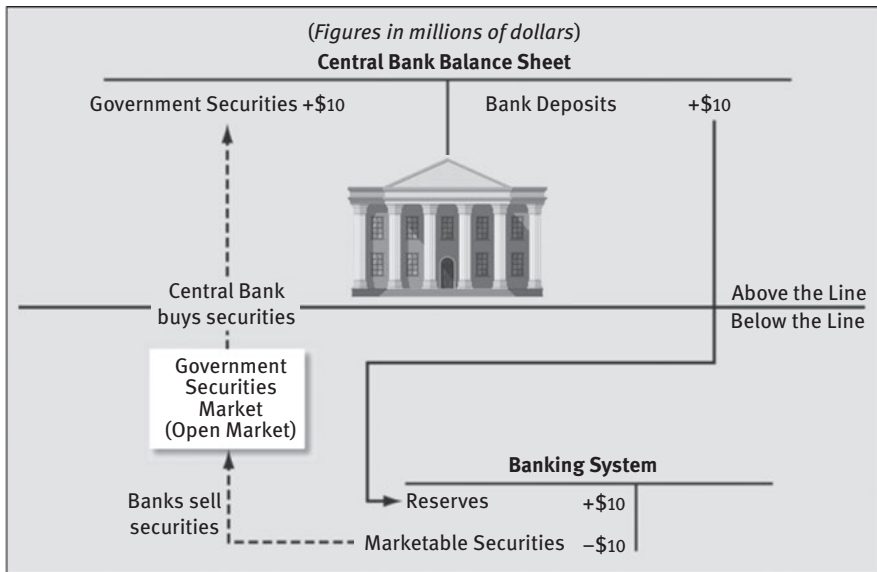 (Figures in millions of dollars)
Central Bank Balance Sheet
Government Securities +$10
Bank Deposits +$10
Central Bank
buys securities
Above the Line
Below the Line
Government
Securities
Market
(Open Market)
Banking System
Banks sell
securities
Reserves +$10
Marketable Securities –$10